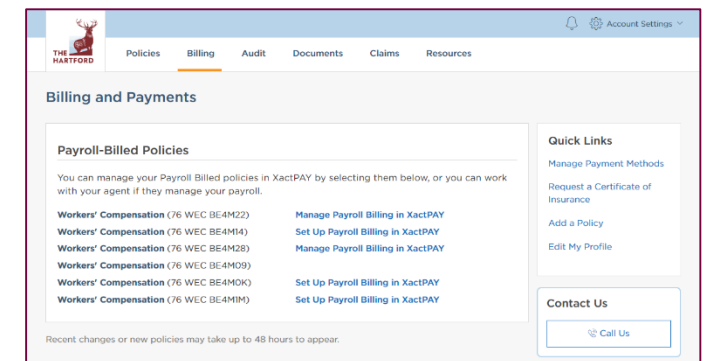 Account Settings
THE
HARTFORD
Policies Billing Audit Documents Claims Resources
Billing and Payments
Payroll-Billed Policies
You can manage your Payroll Billed policies in XactPAY by selecting them below, or you can work
with your agent if they manage your payroll.
Workers' Compensation (76 WEC BE4M22) Manage Payroll Billing in XactPAY
Workers' Compensation (76 WEC BE4M14) Set Up Payroll Billing in XactPAY
Workers' Compensation (76 WEC BE4M28) Manage Payroll Billing in XactPAY
Workers' Compensation (76 WEC BE4M09)
Workers' Compensation (76 WEC BE4M0K) Set Up Payroll Billing in XactPAY
Workers' Compensation (76 WEC BE4M1M) Set Up Payroll Billing in XactPAY
Recent changes or new policies may take up to 48 hours to appear.
Quick Links
Manage Payment Methods
Request a Certificate of
Insurance
Add a Policy
Edit My Profile
Contact Us
Call Us